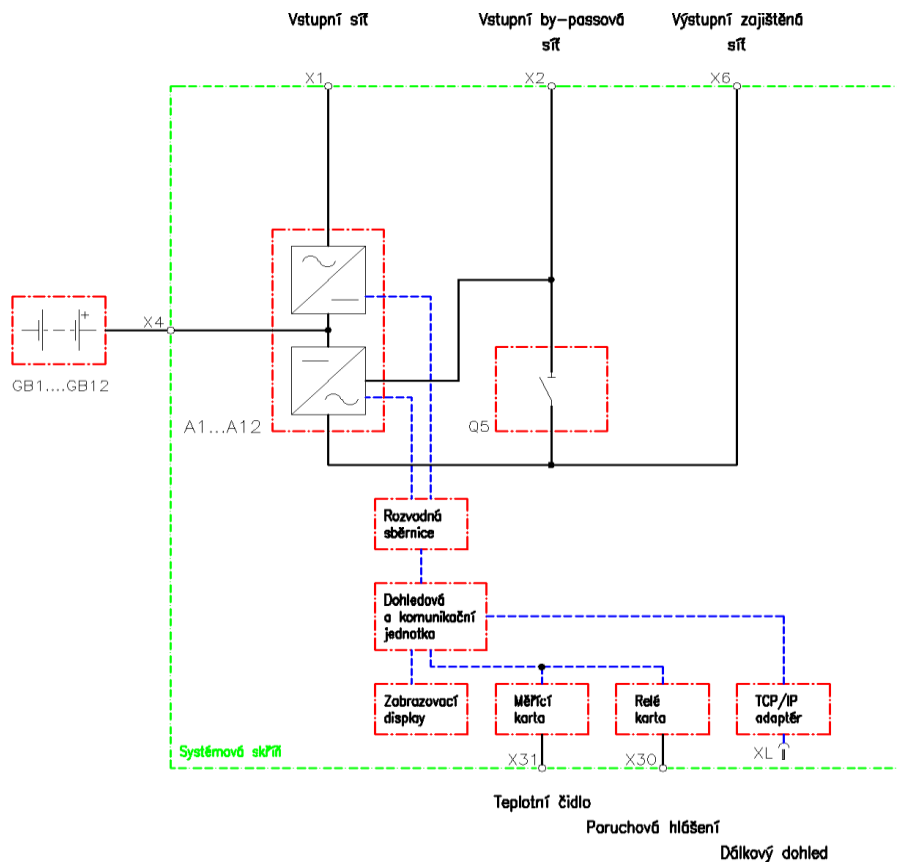 Vstupní síť
Vstupní by-passová
síť
Výstupní zajištěná
síť
X1
X2
X6
X4
GB1....GB12
A1...A12
Q5
Rozvodná
sběrnice
Dohledová
a komunikační
jednotka
Zobrazovací
display
Měřící
karta
Relé
karta
TCP/IP
adaptér
Systémová skříň
X31
X30
XL
Teplotní čidlo
Poruchová hlášení
Dálkový dohled